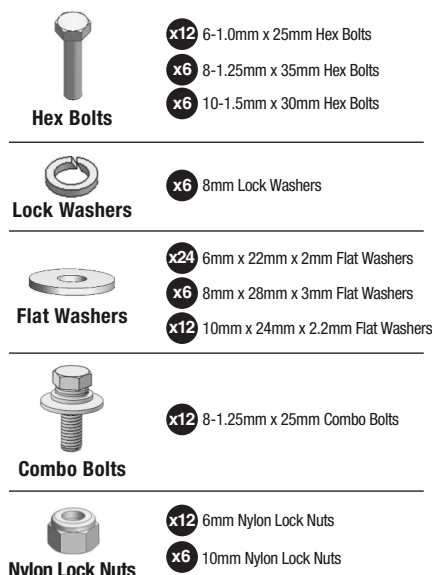 x12 6-1.0mm x 25mm Hex Bolts
x6 8-1.25mm x 35mm Hex Bolts
x6 10-1.5mm x 30mm Hex Bolts
Hex Bolts
x6 8mm Lock Washers
Lock Washers
x24 6mm x 22mm x 2mm Flat Washers
x6 8mm x 28mm x 3mm Flat Washers
x12 10mm x 24mm x 2.2mm Flat Washers
Flat Washers
x12 8-1.25mm x 25mm Combo Bolts
Combo Bolts
x12 6mm Nylon Lock Nuts
x6 10mm Nylon Lock Nuts
Nylon Lock Nuts